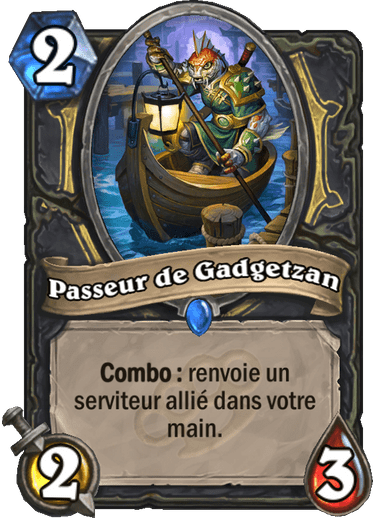 2
Passeur de Gadgetzan
Combo : renvoie un
serviteur allié dans votre
main.
2
3